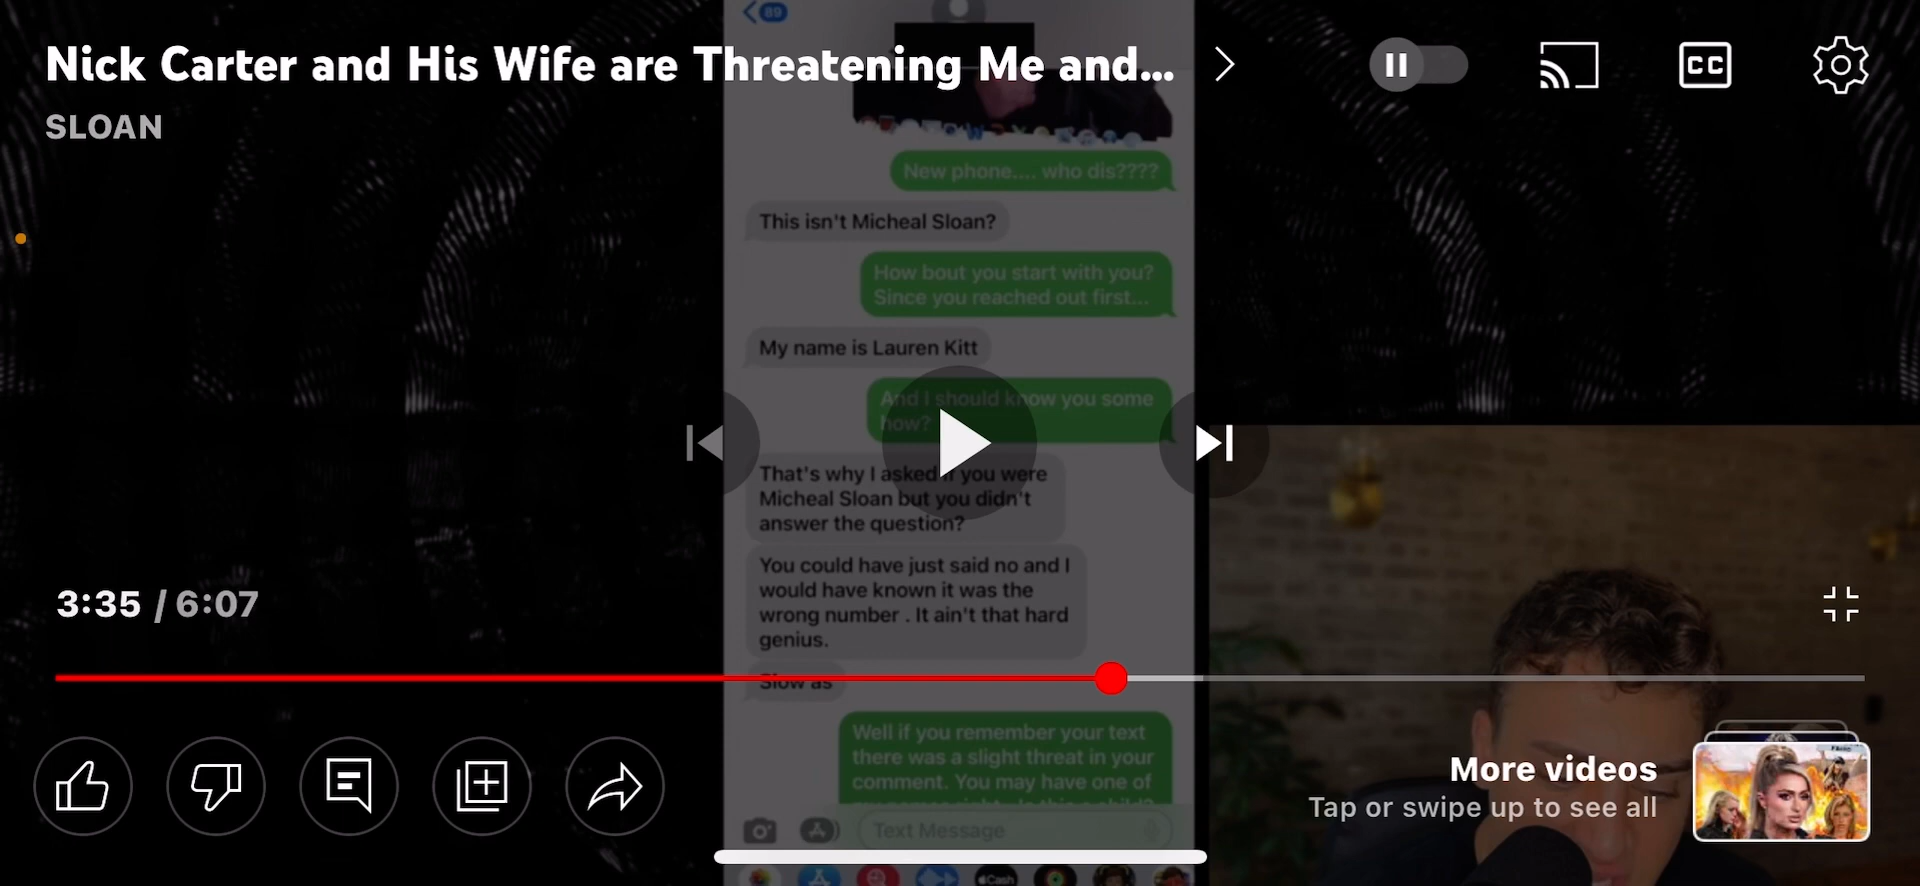 89
Nick Carter and His Wife are Threatening Me and...
SLOAN
CC
New phone.... who dis????
This isn't Micheal Sloan?
How bout you start with you?
Since you reached out first...
My name is Lauren Kitt
And I should know you some
how?
That's why I asked if you were
Micheal Sloan but you didn't
answer the question?
You could have just said no and I
would have known it was the
wrong number . It ain't that hard
genius.
3:35 / 6:07
Slow as
Well if you remember your text
there was a slight threat in your
comment. You may have one of
Text Message
Cash
More videos
Tap or swipe up to see all